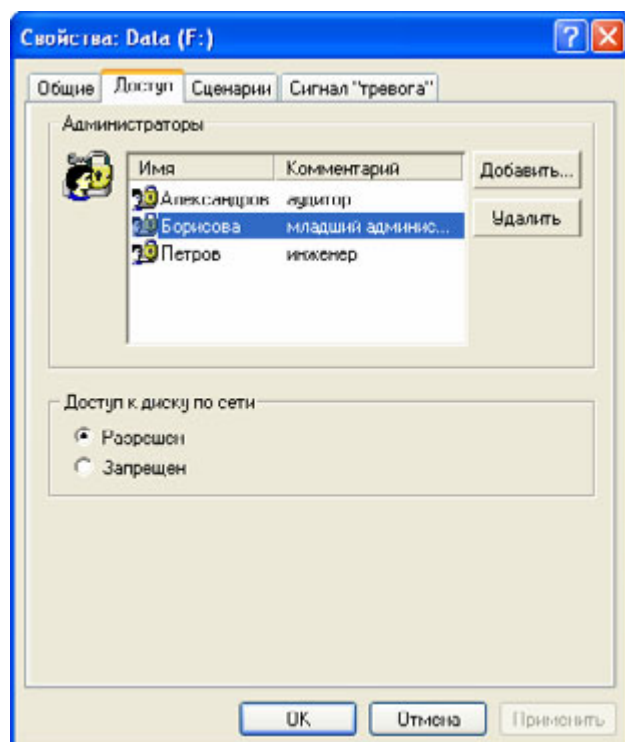 Свойства: Data (F:)
Общие Доступ Сценарии Сигнал "тревога"
Администраторы
Имя Комментарий Добавить...
Александров аудитор
Борисова младший админис... Удалить
Петров инженер
Доступ к диску по сети
Разрешен
Запрещен
OK Отмена Применить